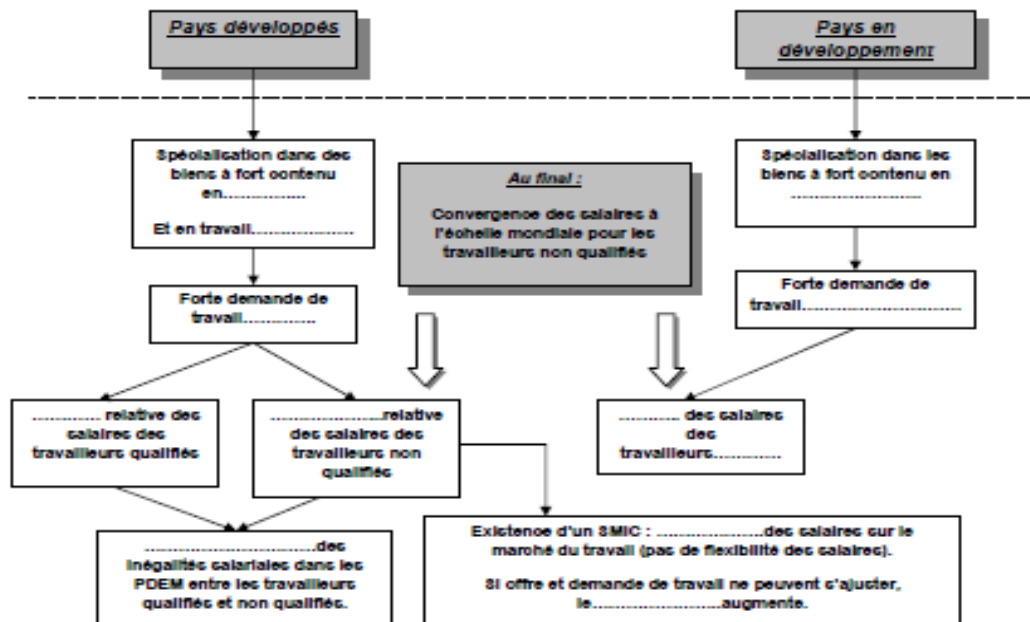 Pays développés
Pays en
développement
Spécialisation dans des
biens à fort contenu
en..................
Et en travail......................
Au final :
Convergence des salaires à
l'échelle mondiale pour les
travailleurs non qualifiés
Spécialisation dans les
biens à fort contenu en
.............................
Forte demande de
travail................
Forte demande de
travail...................................
............... relative des
salaires des
travailleurs qualifiés
.........................relative
des salaires des
travailleurs non
qualifiés
............. des salaires
des
travailleurs...............
......................................des
inégalités salariales dans les
PDEM entre les travailleurs
qualifiés et non qualifiés.
Existence d'un SMIC : .......................des salaires sur le
marché du travail (pas de flexibilité des salaires).
Si offre et demande de travail ne peuvent s'ajuster,
le............................augmente.